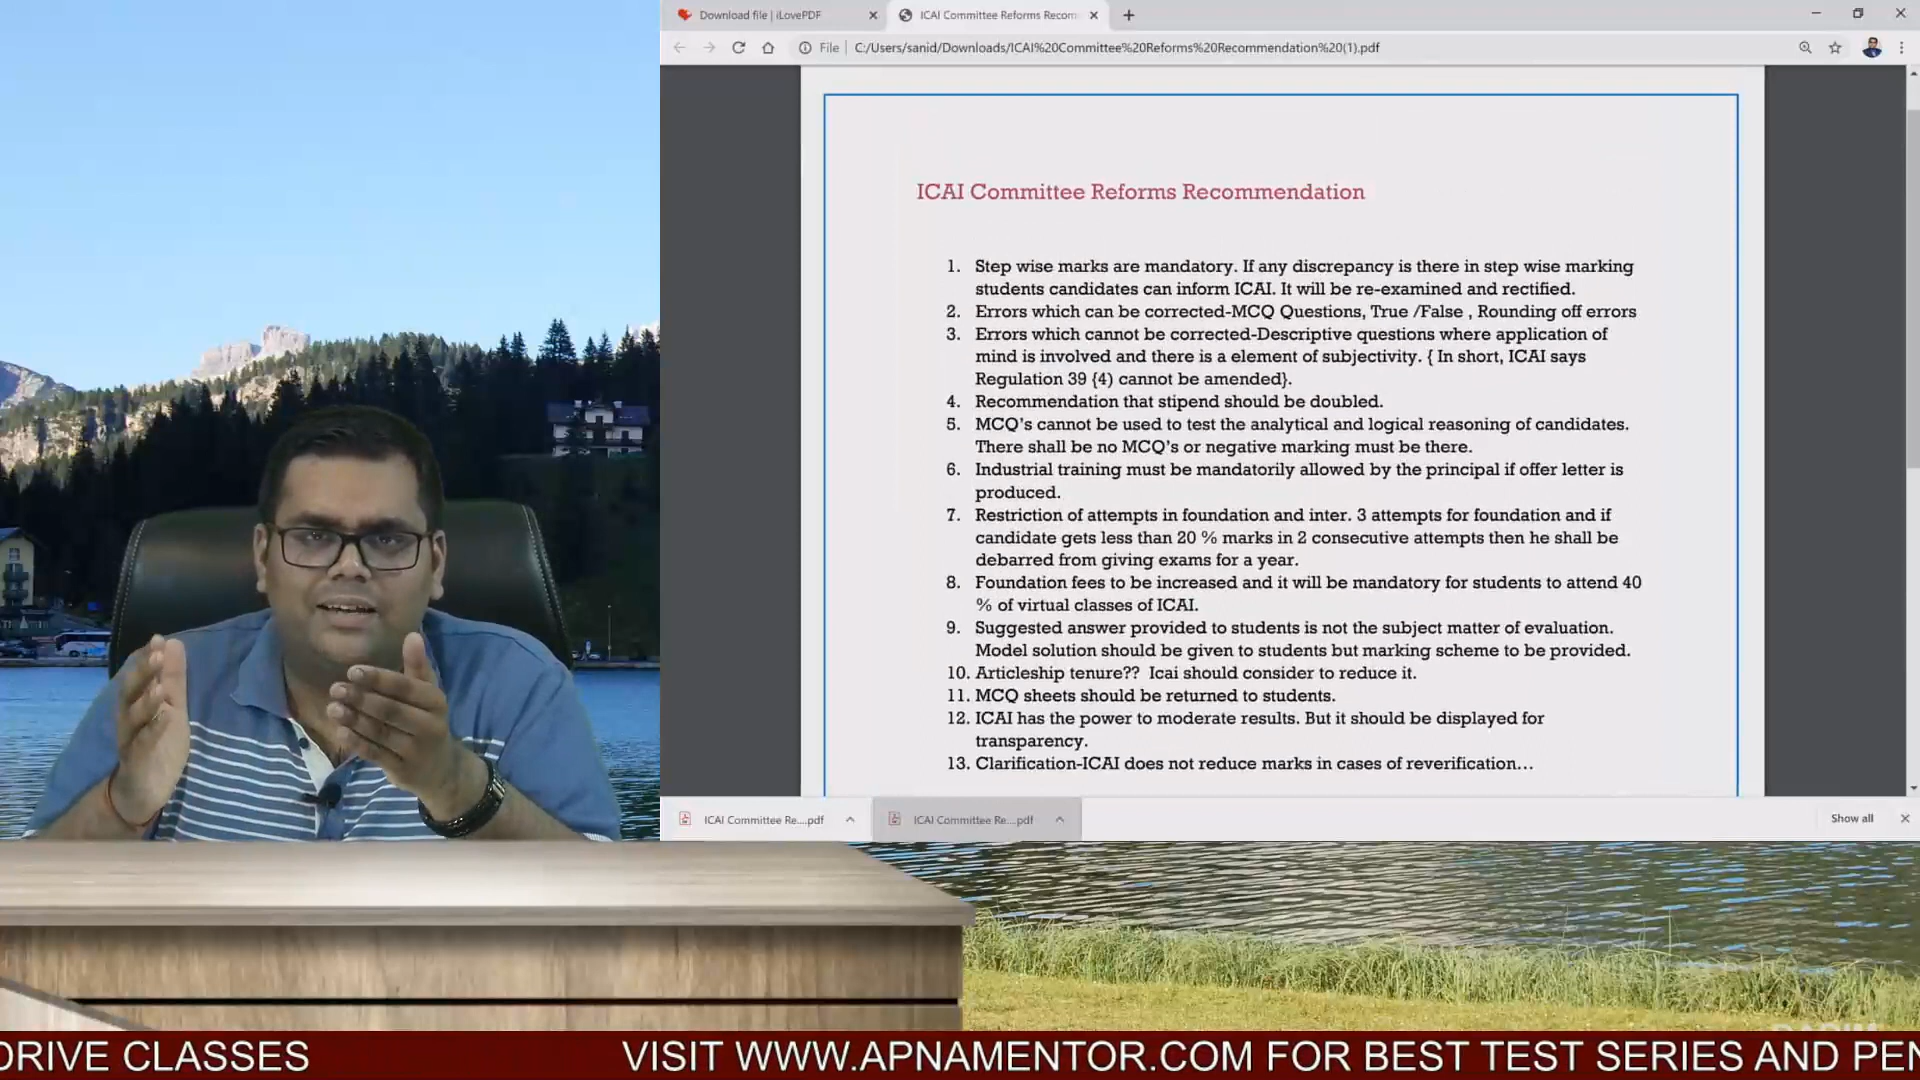 Download file | iLovePDF
ICAI Committee Reforms Recom
File
C:/Users/sanid/Downloads/ICAI%20Committee%20Reforms%20Recommendation%20(1).pdf
ICAI Committee Reforms Recommendation
1. Step wise marks are mandatory. If any discrepancy is there in step wise marking
students candidates can inform ICAI. It will be re-examined and rectified.
2. Errors which can be corrected-MCQ Questions, True /False , Rounding off errors
3. Errors which cannot be corrected-Descriptive questions where application of
mind is involved and there is a element of subjectivity. { In short, ICAI says
Regulation 39 {4) cannot be amended}.
4. Recommendation that stipend should be doubled.
5. MCQ's cannot be used to test the analytical and logical reasoning of candidates.
There shall be no MCQ's or negative marking must be there.
6. Industrial training must be mandatorily allowed by the principal if offer letter is
produced.
7. Restriction of attempts in foundation and inter. 3 attempts for foundation and if
candidate gets less than 20 % marks in 2 consecutive attempts then he shall be
debarred from giving exams for a year.
8. Foundation fees to be increased and it will be mandatory for students to attend 40
% of virtual classes of ICAI.
9. Suggested answer provided to students is not the subject matter of evaluation.
Model solution should be given to students but marking scheme to be provided.
10. Articleship tenure?? Icai should consider to reduce it.
11. MCQ sheets should be returned to students.
12. ICAI has the power to moderate results. But it should be displayed for
transparency.
13. Clarification-ICAI does not reduce marks in cases of reverification...
ICAI Committee Re....pdf
ICAI Committee Re....pdf
Show all
DRIVE CLASSES VISIT WWW.APNAMENTOR.COM FOR BEST TEST SERIES AND PEN